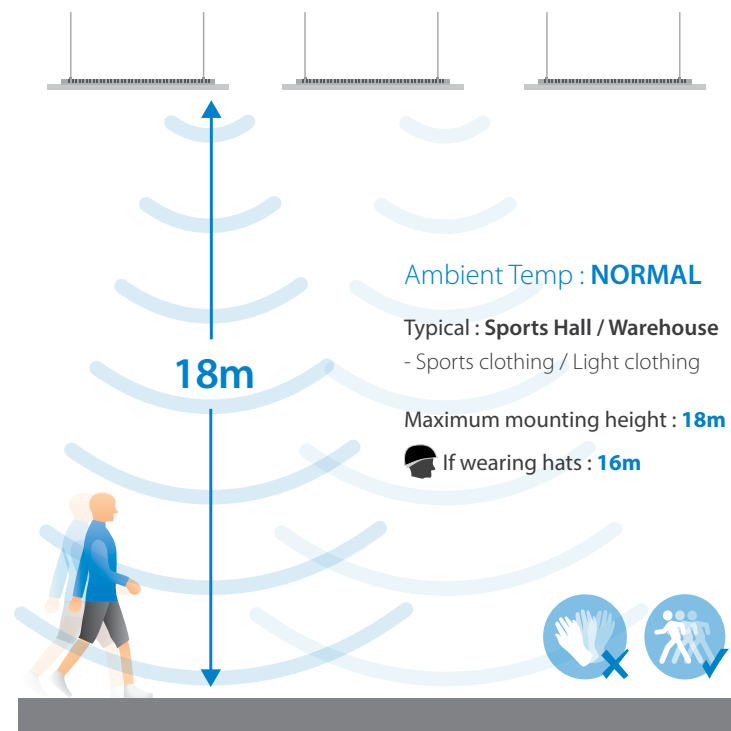 Ambient Temp : NORMAL
Typical : Sports Hall / Warehouse
- Sports clothing / Light clothing
18m
Maximum mounting height : 18m
If wearing hats : 16m